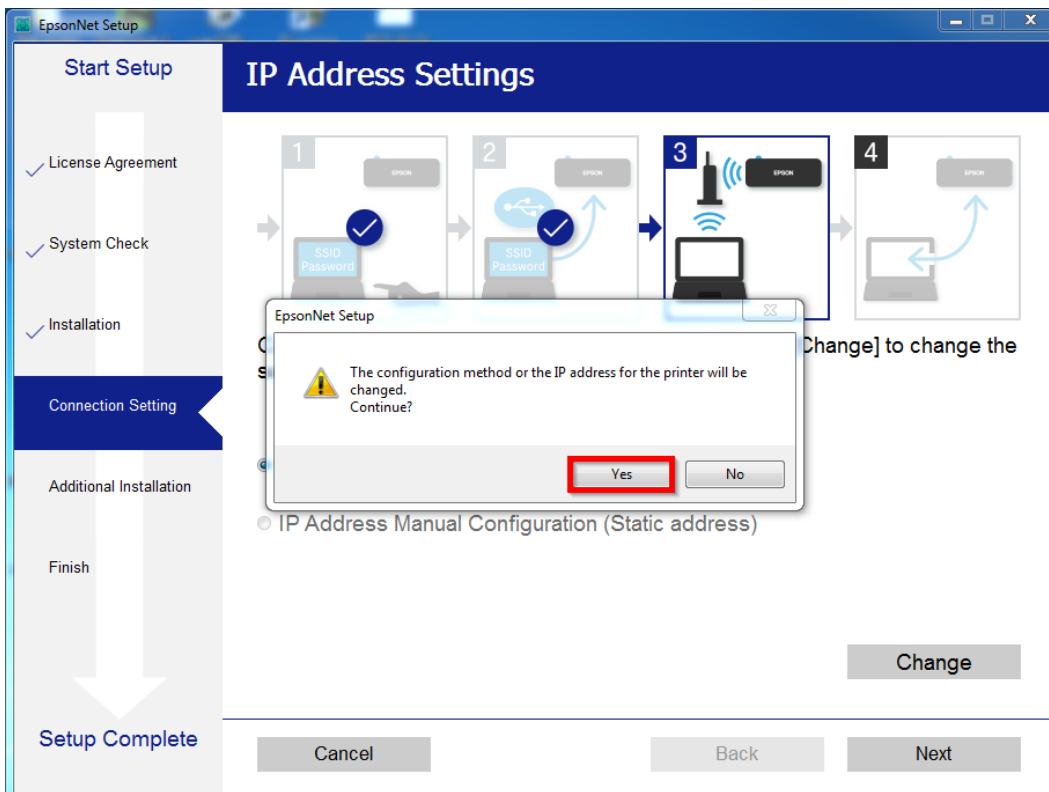 EpsonNet Setup
Start Setup
License Agreement
System Check
Installation
Connection Setting
Additional Installation
Finish
Setup Complete
IP Address Settings
1
EPSON
SSID
Password
2
EPSON
SSID
Password
3
EPSON
4
EPSON
Change] to change the
EpsonNet Setup
The configuration method or the IP address for the printer will be
changed.
Continue?
Yes
No
IP Address Manual Configuration (Static address)
Change
Cancel
Back
Next